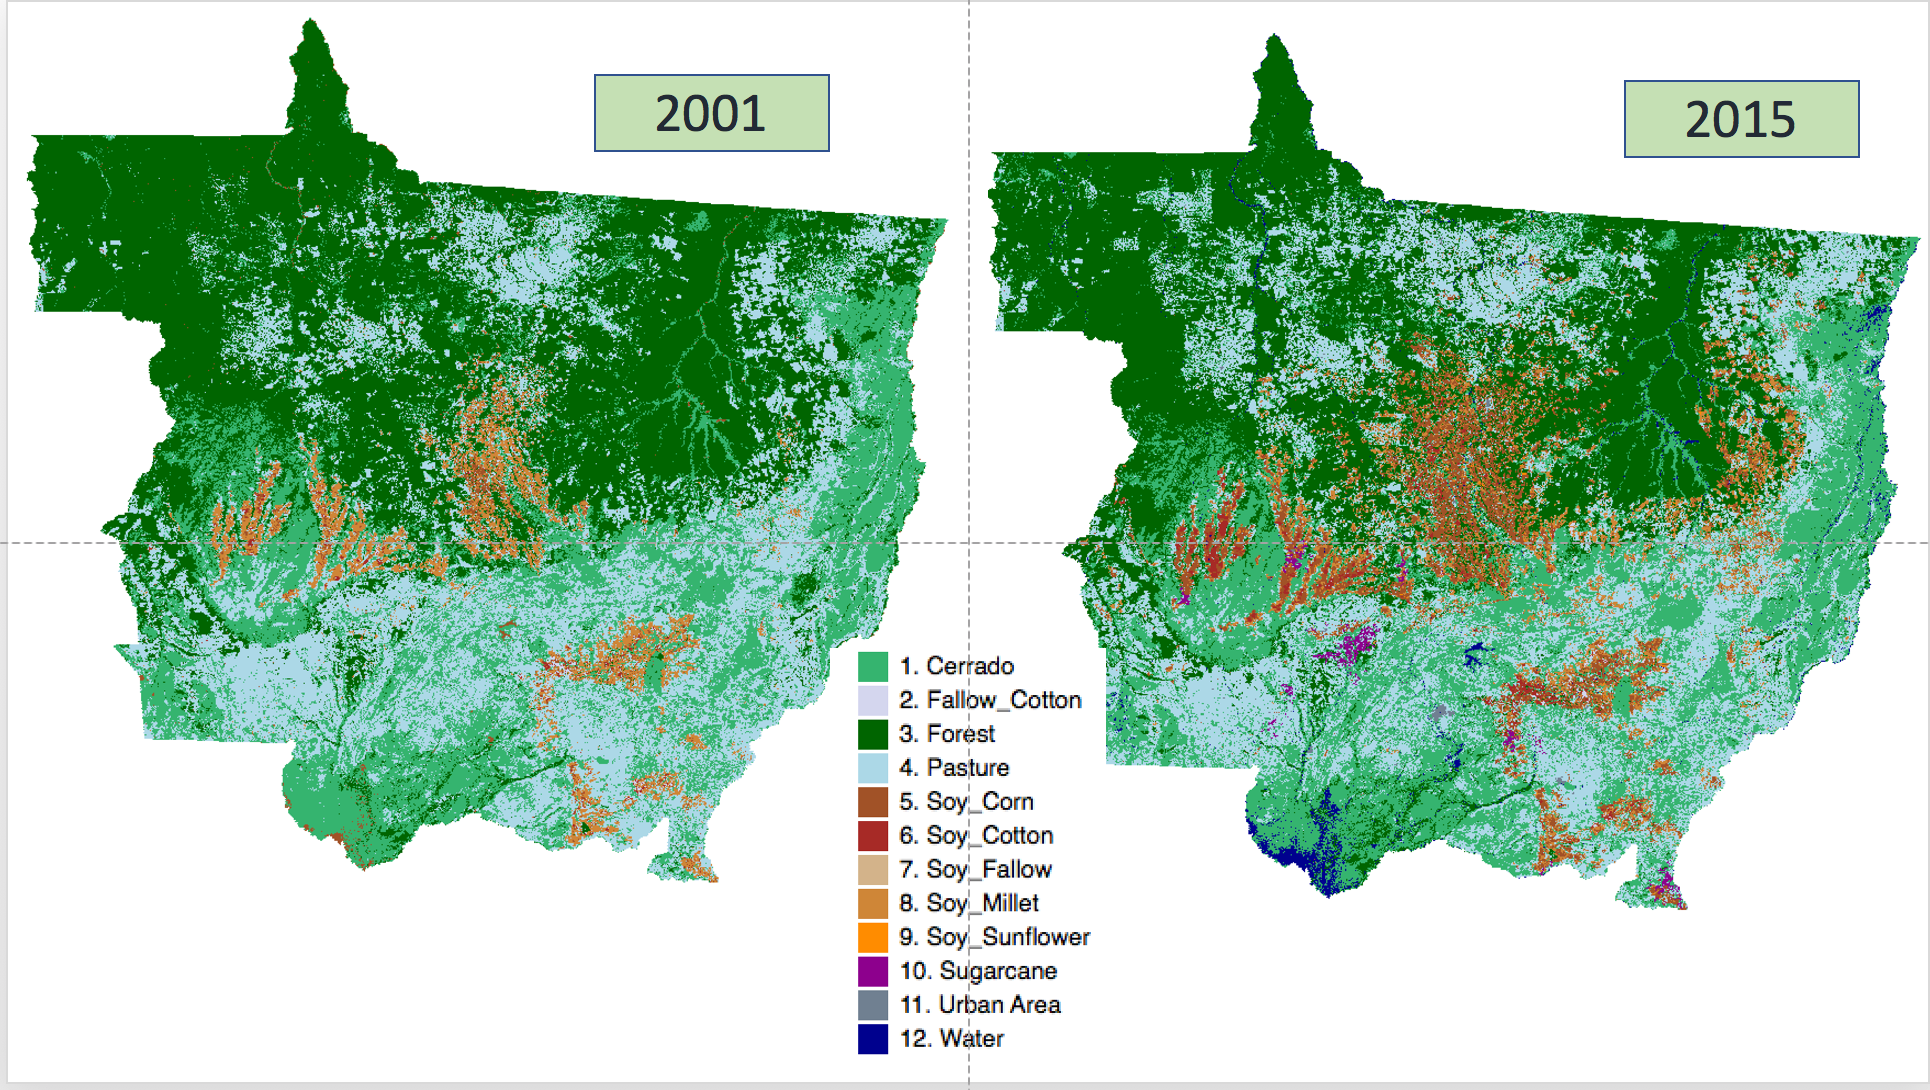 2001
2015
1. Cerrado
2. Fallow_Cotton
3. Forest
4. Pasture
5. Soy_Corn
6. Soy_Cotton
7. Soy_Fallow
8. Soy_Millet
9. Soy_Sunflower
10. Sugarcane
11. Urban Area
12. Water